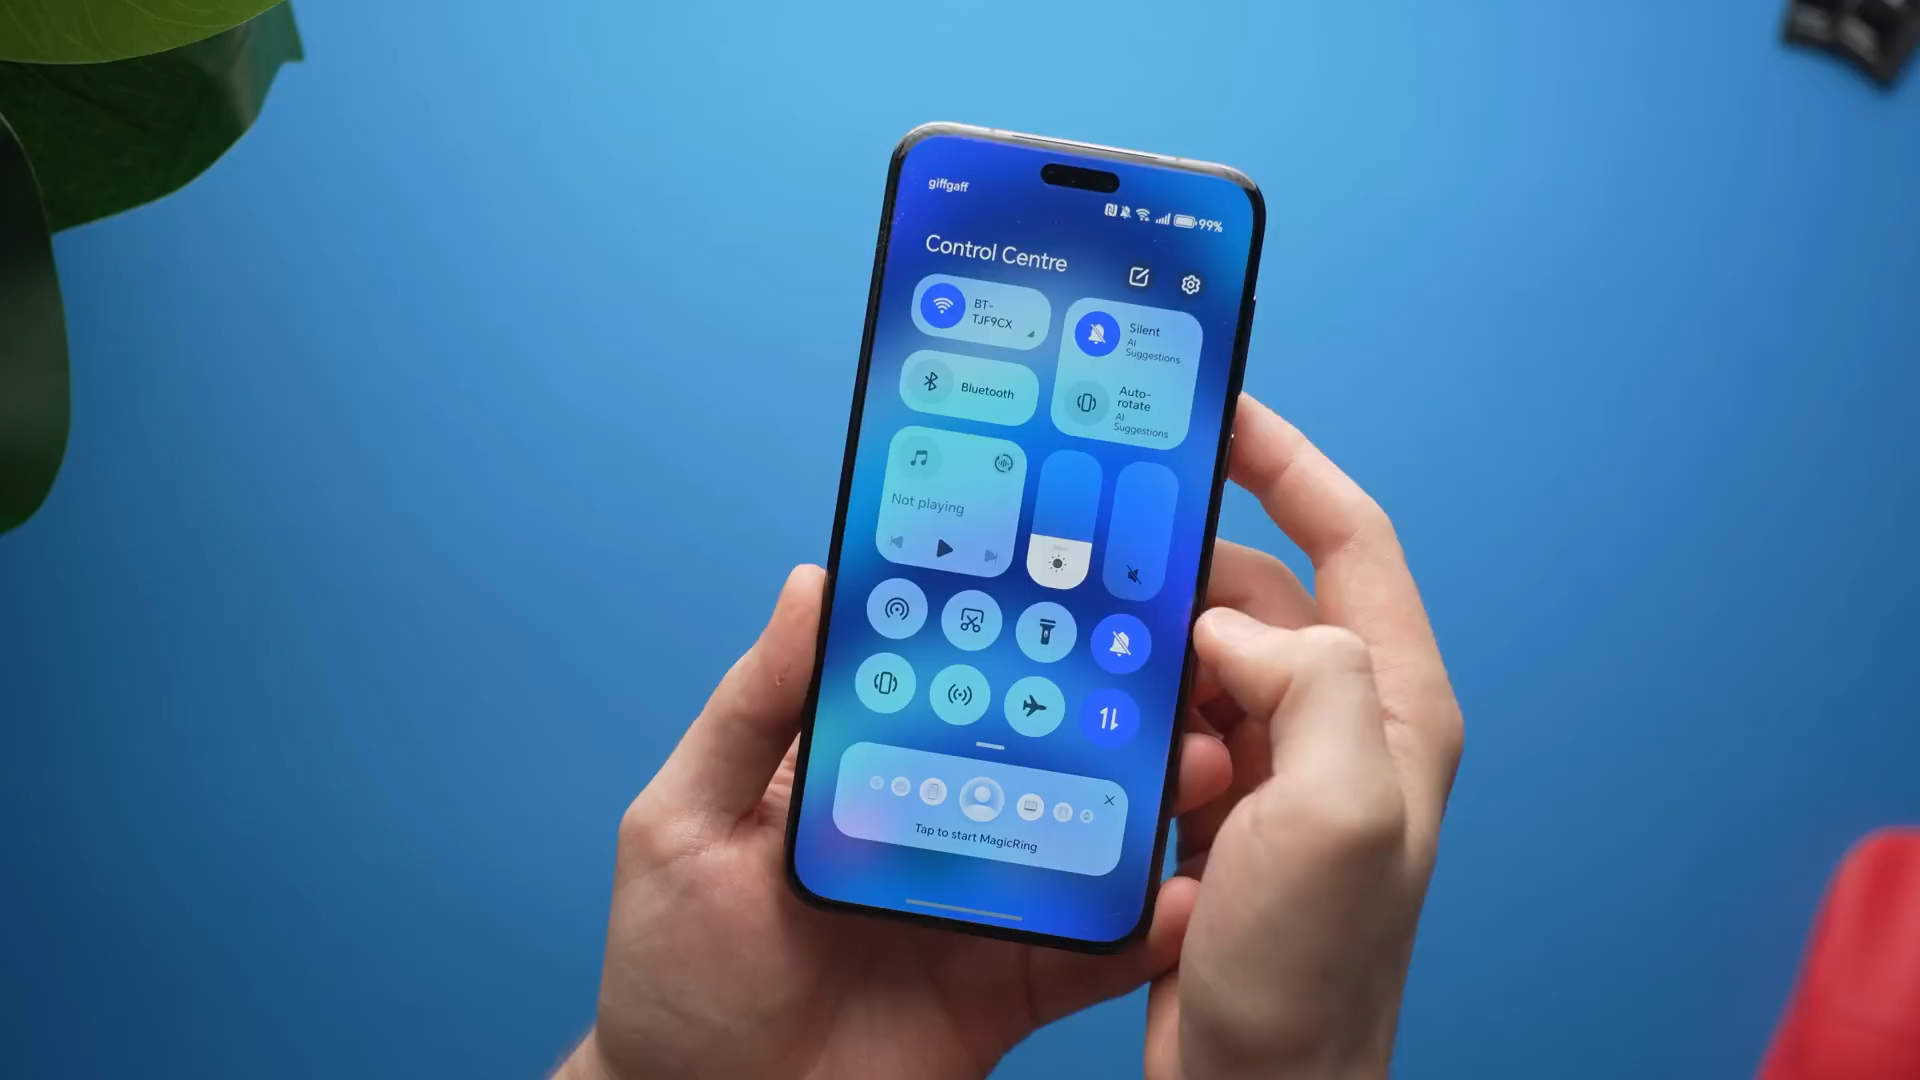 giffgaff
99%
Control Centre
BT-
TJF9CX
Silent
AI
Suggestions
Bluetooth
Auto-
rotate
AI
Suggestions
Not playing
Tap to start MagicRing